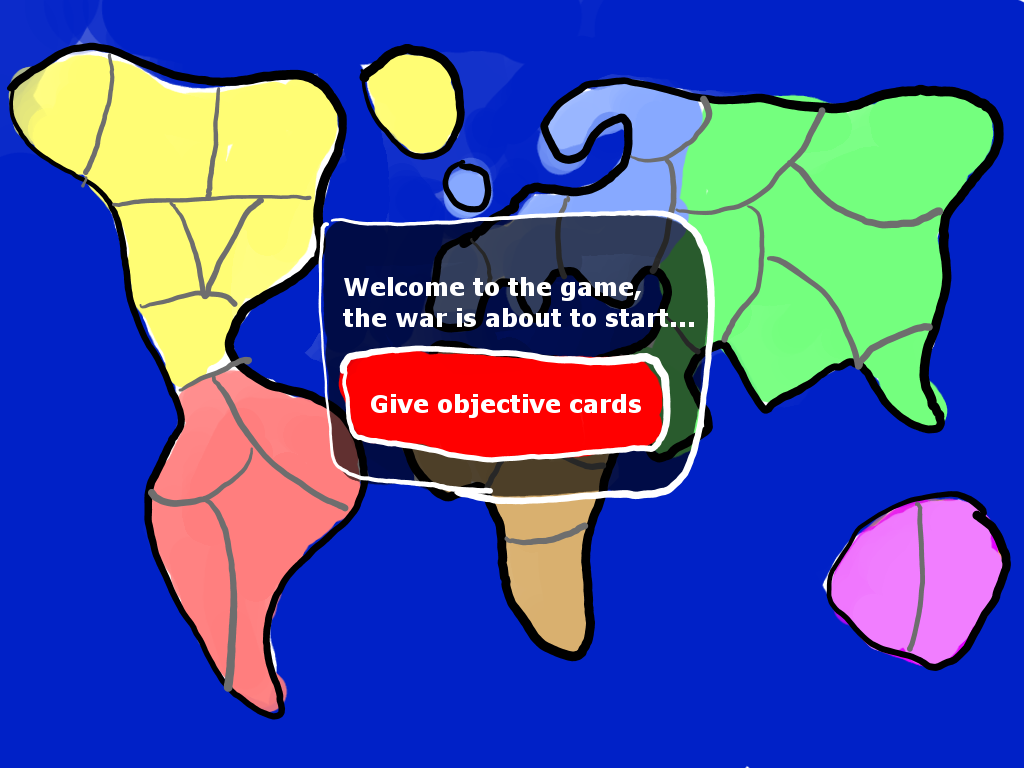 Welcome to the game,
the war is about to start...
Give objective cards